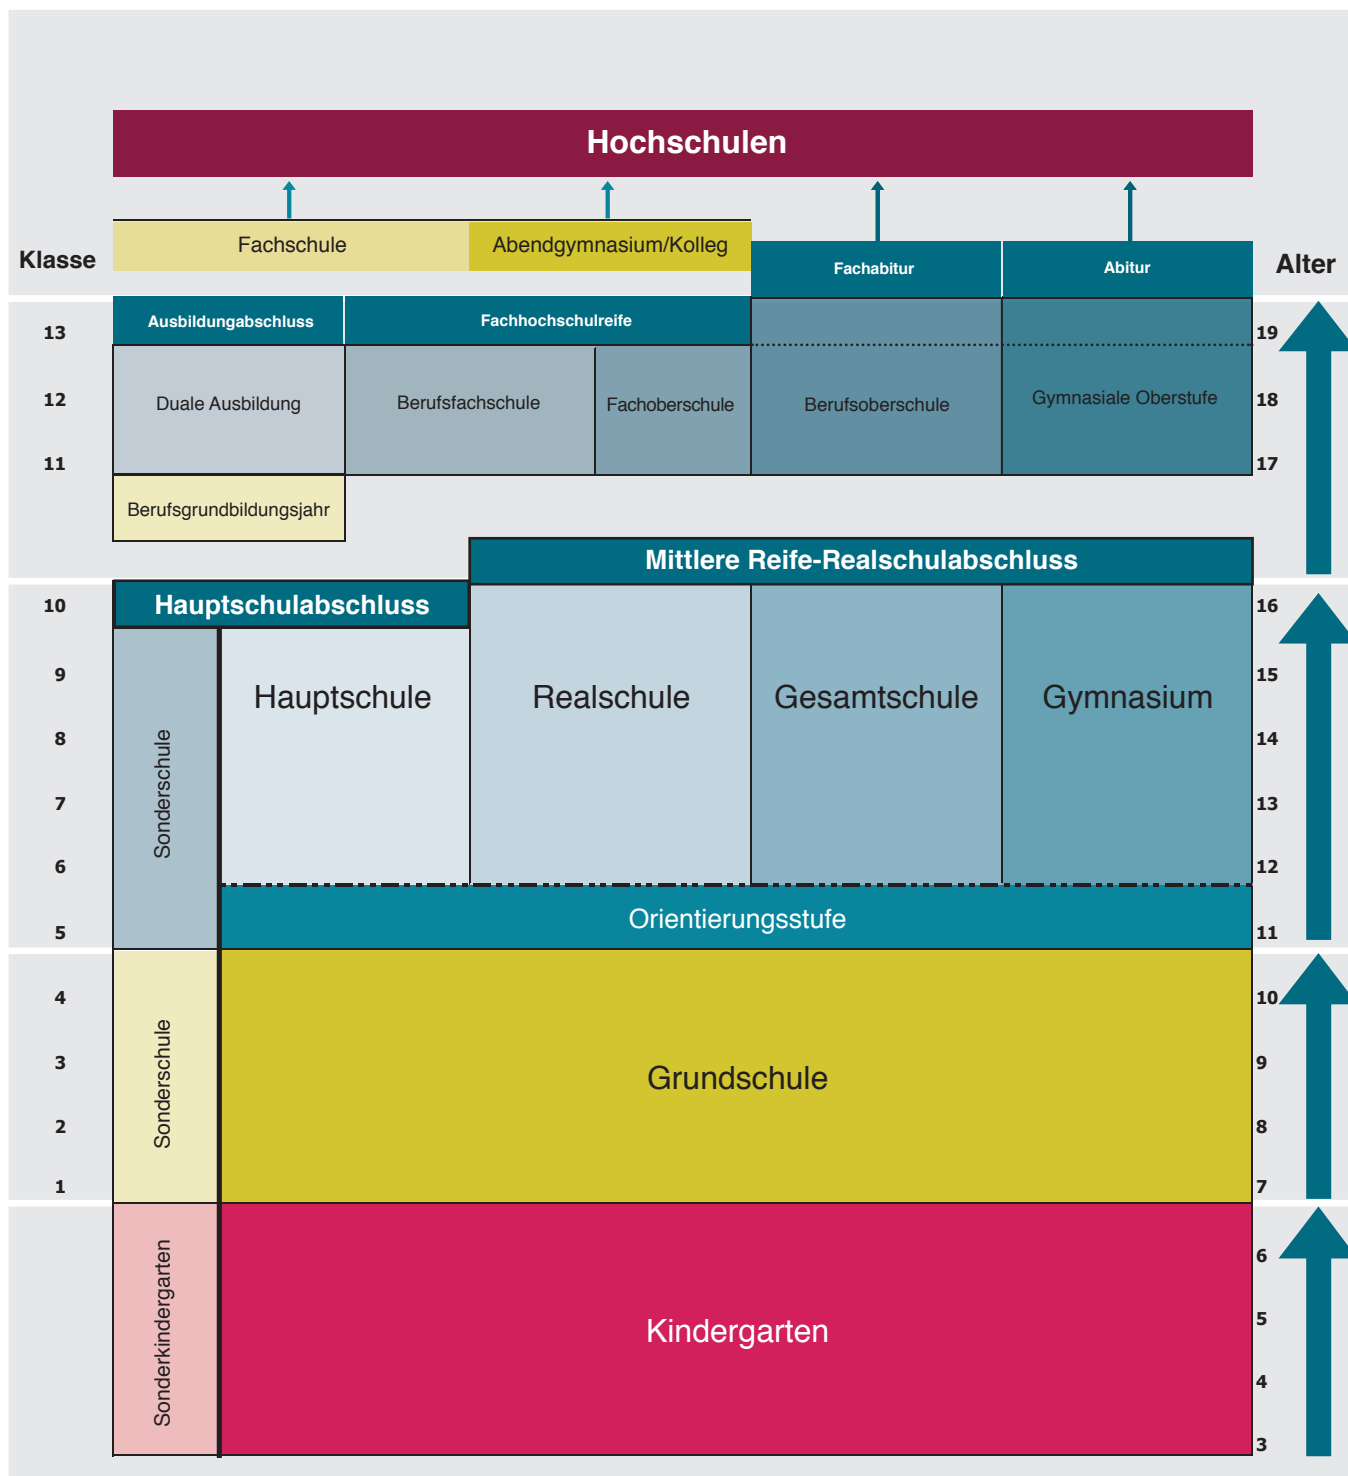 Hochschulen
Fachschule
Abendgymnasium/Kolleg
Klasse
Fachabitur
Abitur
Alter
13
Ausbildungabschluss
Fachhochschulreife
19
12
Duale Ausbildung
Berufsfachschule
Fachoberschule
Berufsoberschule
Gymnasiale Oberstufe
18
11
17
Berufsgrundbildungsjahr
Mittlere Reife-Realschulabschluss
10
Hauptschulabschluss
16
9
15
Hauptschule
Realschule
Gesamtschule
Gymnasium
8
14
Sonderschule
7
13
6
12
Orientierungsstufe
5
11
4
10
3
9
Sonderschule
Grundschule
2
8
1
7
6
5
Sonderkindergarten
Kindergarten
4
3